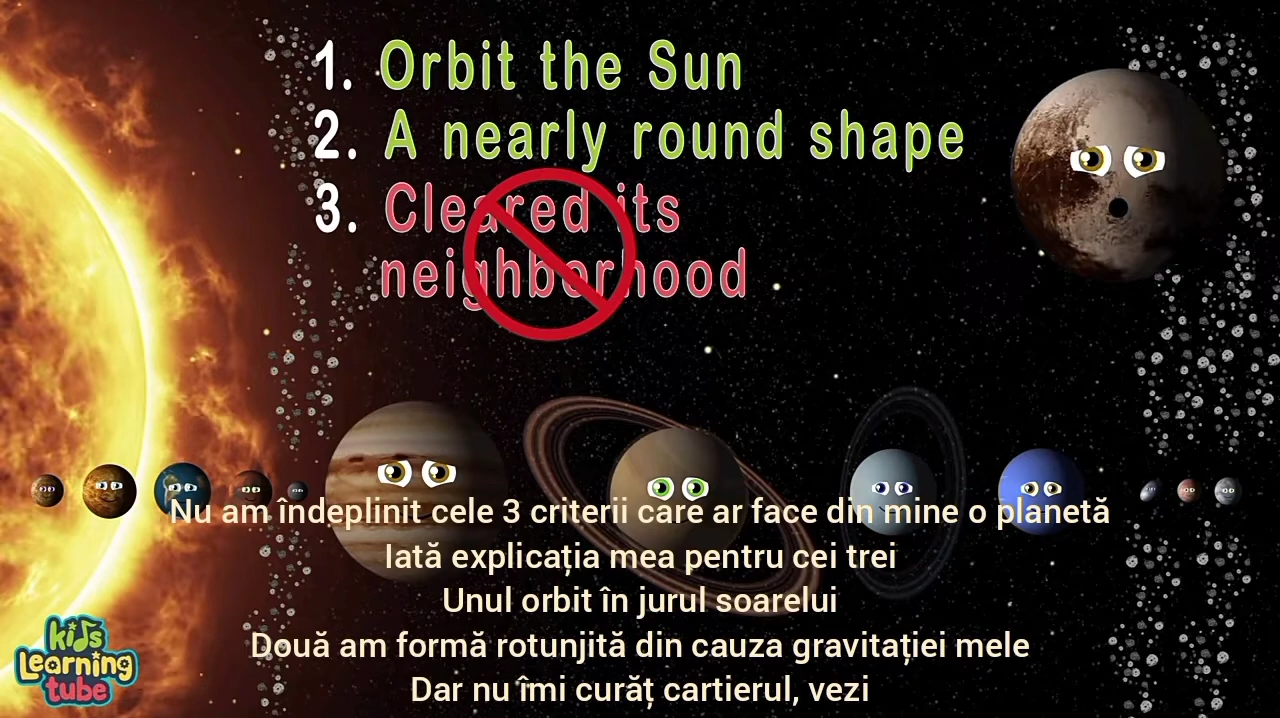 1. Orbit the Sun
2. A nearly round shape
3. Cleared its
neighborhood
Nu am îndeplinit cele 3 criterii care ar face din mine o planetă
Iată explicația mea pentru cei trei
Unul orbit în jurul soarelui
Două am formă rotunjită din cauza gravitației mele
Dar nu îmi curăț cartierul, vezi
kids
Learning
tube